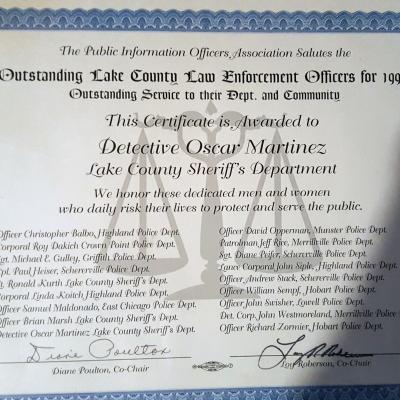 The Public Information Officers Association Salutes the
Outstanding Lake County Law Enforcement Officers for 199
Outstanding Service to their Dept. and Community
This Certificate is Awarded to
Detective Oscar Martinez
Lake County Sheriff's Department
We honor these dedicated men and women
who daily risk their lives to protect and serve the public.
Officer Christopher Balbo, Highland Police Dept.
Corporal Roy Dakich Crown Point Police Dept.
Sgt. Michael E. Gulley, Griffith Police Dept.
Cpl. Paul Heiser, Schererville Police Dept.
Lt. Ronald Kurth Lake County Sheriff's Dept.
Corporal Linda Koitch, Highland Police Dept.
Officer Samuel Maldonado, East Chicago Police Dept.
Officer Brian Marsh Lake County Sheriff's Dept.
Detective Oscar Martinez Lake County Sheriff's Dept.
Officer David Opperman, Munster Police Dept.
Patrolman Jeff Rice, Merrillville Police Dept.
Sgt. Diane Peifer, Schererville Police Dept.
Lance Corporal John Siple, Highland Police Dept.
Officer Andrew Stack, Schererville Police Dept.
Officer William Sempf, Hobart Police Dept.
Officer John Swisher, Lowell Police Dept.
Det. Corp. John Westmoreland, Merrillville
Officer Richard Zormier, Hobart Police Dept.
Diane Poulton
Diane Poulton, Co-Chair
Loy Roberson, Co-Chair